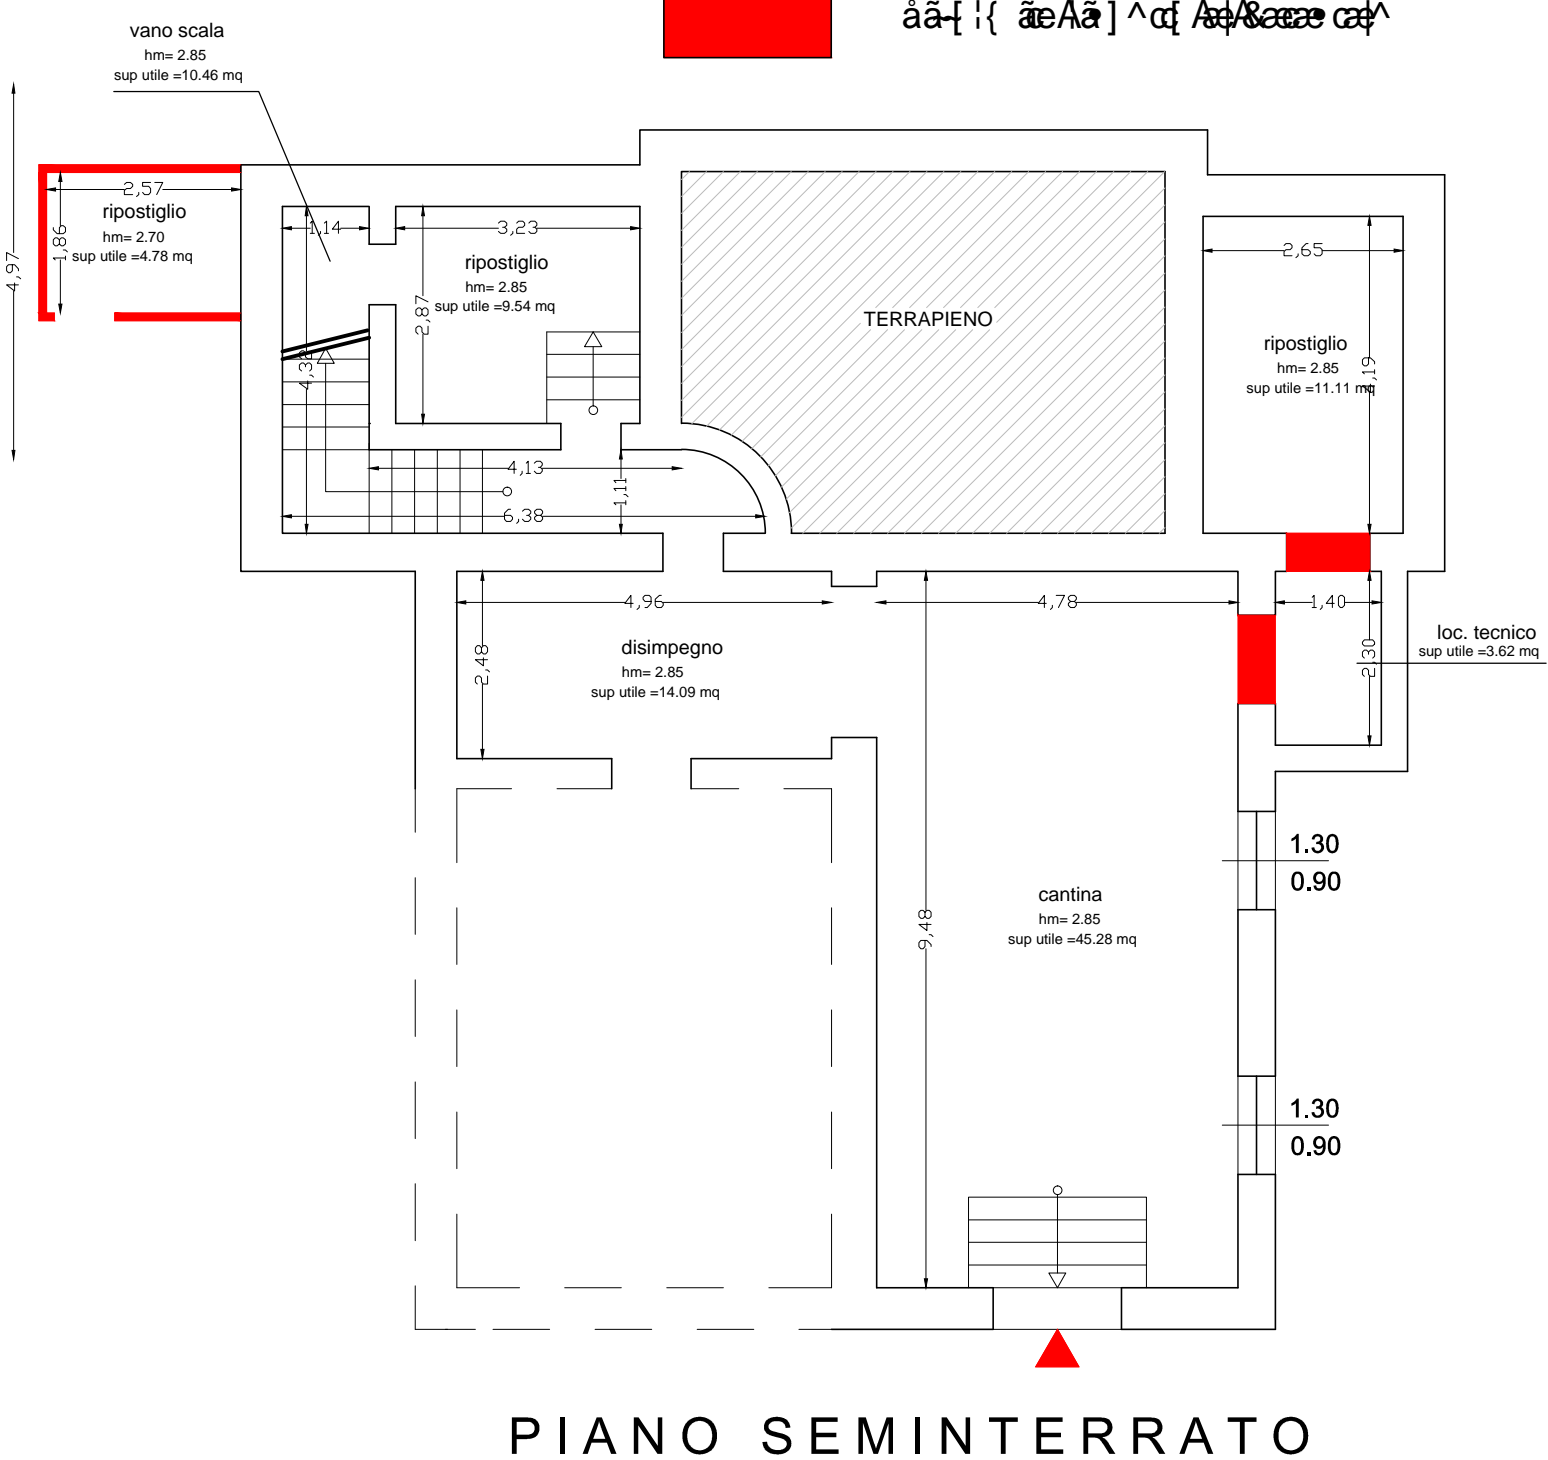 vano scala
hm= 2.85
sup utile =10.46 mq
4,97
2,57
1,86
ripostiglio
hm= 2.70
sup utile =4.78 mq
1,14
3,23
ripostiglio
hm= 2.85
sup utile =9.54 mq
2,87
TERRAPIENO
2,65
ripostiglio
hm= 2.85
sup utile =11.11 mq
4,19
4,13
1,11
6,38
4,96
4,78
1,40
disimpegno
hm= 2.85
sup utile =14.09 mq
2,48
loc. tecnico
sup utile =3.62 mq
2,30
1.30
0.90
cantina
hm= 2.85
sup utile =45.28 mq
9,48
1.30
0.90
PIANO SEMINTERRATO